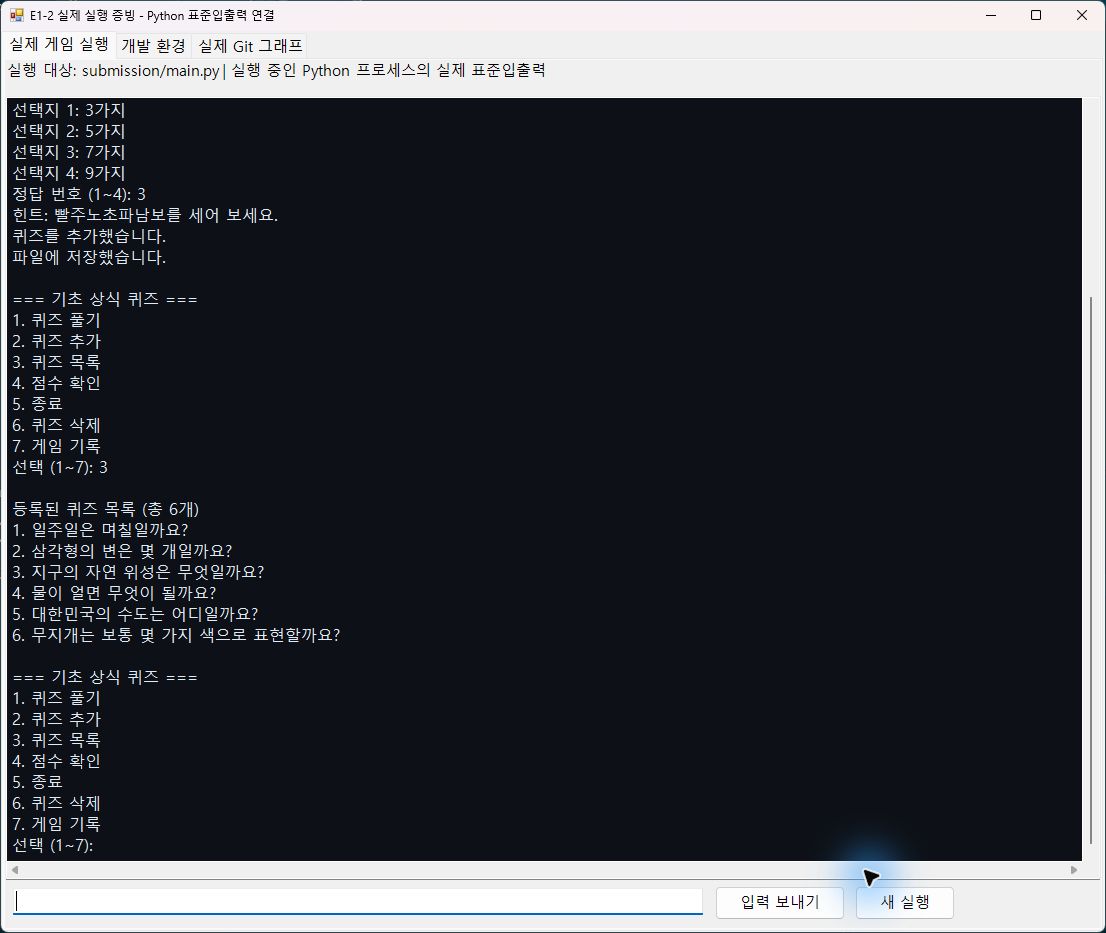 E1-2 실제 실행 증빙 - Python 표준입출력 연결
실제 게임 실행 개발 환경 실제 Git 그래프
실행 대상: submission/main.py | 실행 중인 Python 프로세스의 실제 표준입출력
선택지 1: 3가지
선택지 2: 5가지
선택지 3: 7가지
선택지 4: 9가지
정답 번호 (1~4): 3
힌트: 빨주노초파남보를 세어 보세요.
퀴즈를 추가했습니다.
파일에 저장했습니다.
=== 기초 상식 퀴즈 ===
1. 퀴즈 풀기
2. 퀴즈 추가
3. 퀴즈 목록
4. 점수 확인
5. 종료
6. 퀴즈 삭제
7. 게임 기록
선택 (1~7): 3
등록된 퀴즈 목록 (총 6개)
1. 일주일은 며칠일까요?
2. 삼각형의 변은 몇 개일까요?
3. 지구의 자연 위성은 무엇일까요?
4. 물이 얼면 무엇이 될까요?
5. 대한민국의 수도는 어디일까요?
6. 무지개는 보통 몇 가지 색으로 표현할까요?
=== 기초 상식 퀴즈 ===
1. 퀴즈 풀기
2. 퀴즈 추가
3. 퀴즈 목록
4. 점수 확인
5. 종료
6. 퀴즈 삭제
7. 게임 기록
선택 (1~7):
입력 보내기 새 실행